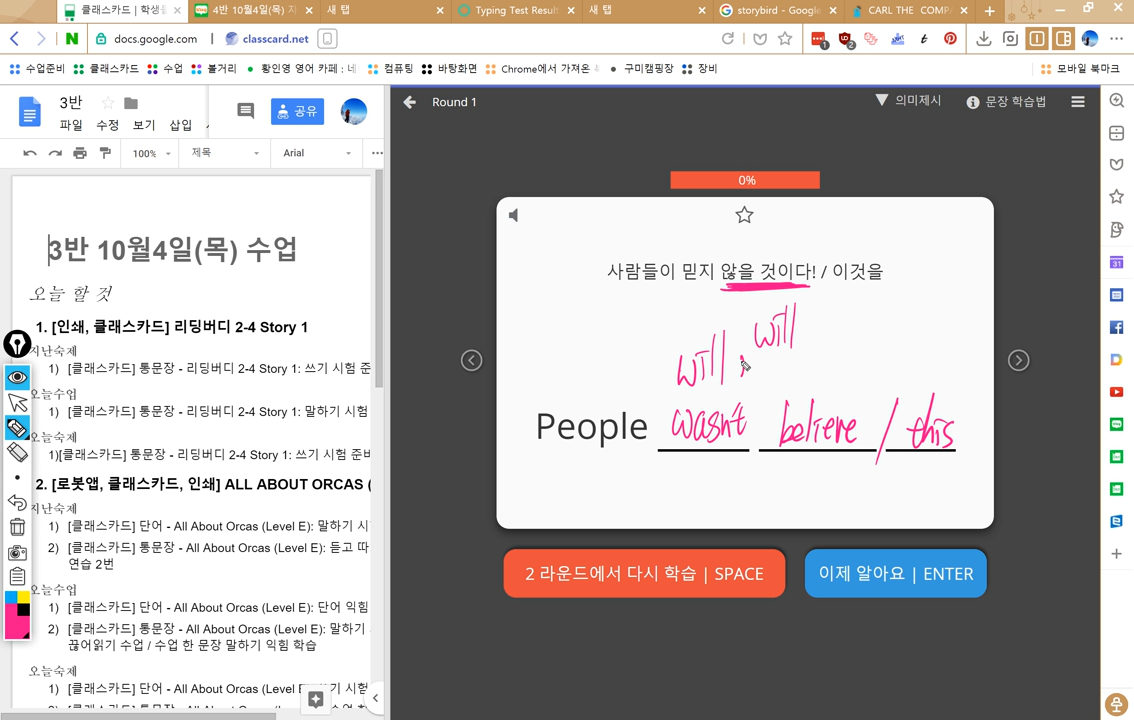 클래스카드 | 학생들
4반 10월4일(목) 자
새 탭
Typing Test Resul
새 탭
storybird - Google
CARL THE COMP
docs.google.com
classcard.net
수업준비
클래스카드
수업
볼거리
황인영 영어 카페 : 네
컴퓨팅
바탕화면
Chrome에서 가져온
구미캠핑장
장비
모바일 북마크
3반
파일 수정 보기 삽입
공유
100% 제목 Arial
3반 10월4일(목) 수업
오늘 할 것
1. [인쇄, 클래스카드] 리딩버디 2-4 Story 1
지난숙제
1) [클래스카드] 통문장 - 리딩버디 2-4 Story 1: 쓰기 시험 준
오늘수업
1) [클래스카드] 통문장 - 리딩버디 2-4 Story 1: 말하기 시험
오늘숙제
1)[클래스카드] 통문장 - 리딩버디 2-4 Story 1: 쓰기 시험 준비
2. [로봇앱, 클래스카드, 인쇄] ALL ABOUT ORCAS (
지난숙제
1) [클래스카드] 단어 - All About Orcas (Level E): 말하기 시
2) [클래스카드] 통문장 - All About Orcas (Level E): 듣고 따
연습 2번
오늘수업
1) [클래스카드] 단어 - All About Orcas (Level E): 단어 익힘
2) [클래스카드] 통문장 - All About Orcas (Level E): 말하기
끊어읽기 수업 / 수업 한 문장 말하기 익힘 학습
오늘숙제
1) [클래스카드] 단어 - All About Orcas (Level E): 쓰기 시험
Round 1
의미제시
문장 학습법
0%
사람들이 믿지 않을 것이다! / 이것을
will
will
People wasn't believe / this
2 라운드에서 다시 학습 | SPACE
이제 알아요 | ENTER